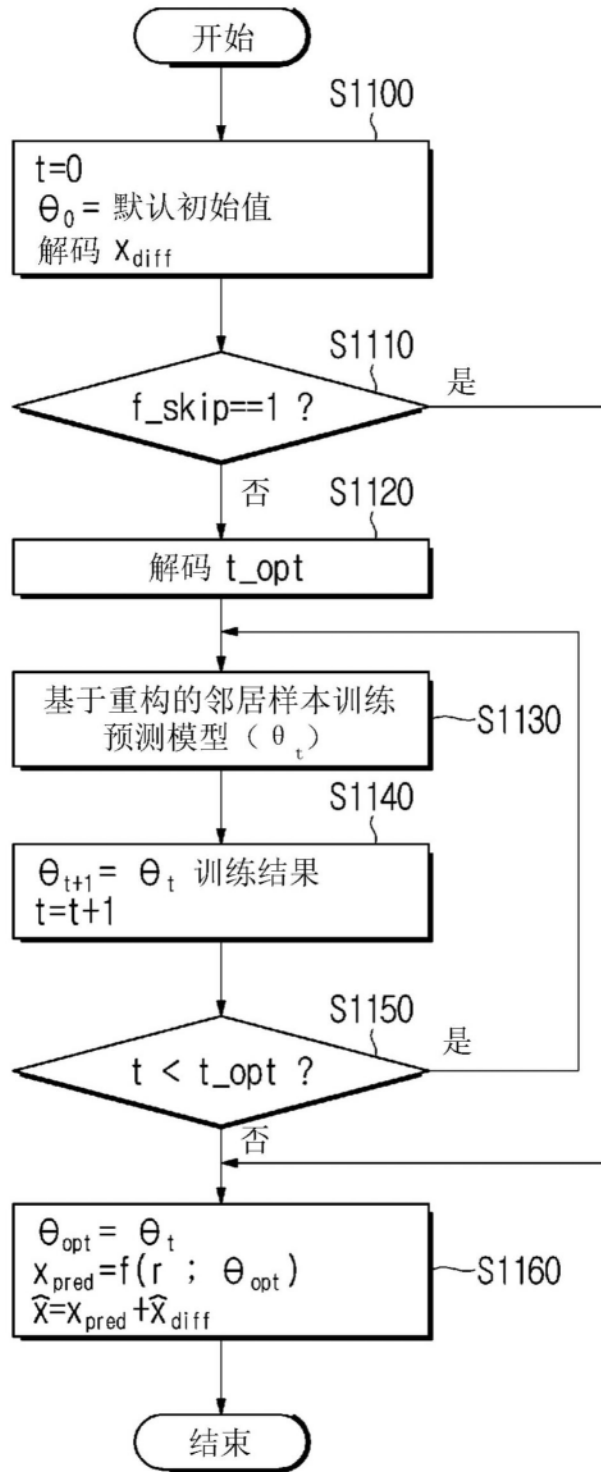 开始
S1100
t=0
θ₀= 默认初始值
解码 x_diff
S1110
f_skip==1 ?
是
否
S1120
解码 t_opt
基于重构的邻居样本训练
预测模型(θ_t)
S1130
S1140
θ_t+1= θ_t 训练结果
t=t+1
S1150
t < t_opt ?
是
否
θ_opt= θ_t
x_pred=f(r ; θ_opt)
x̂=x_pred+x̂_diff
S1160
结束